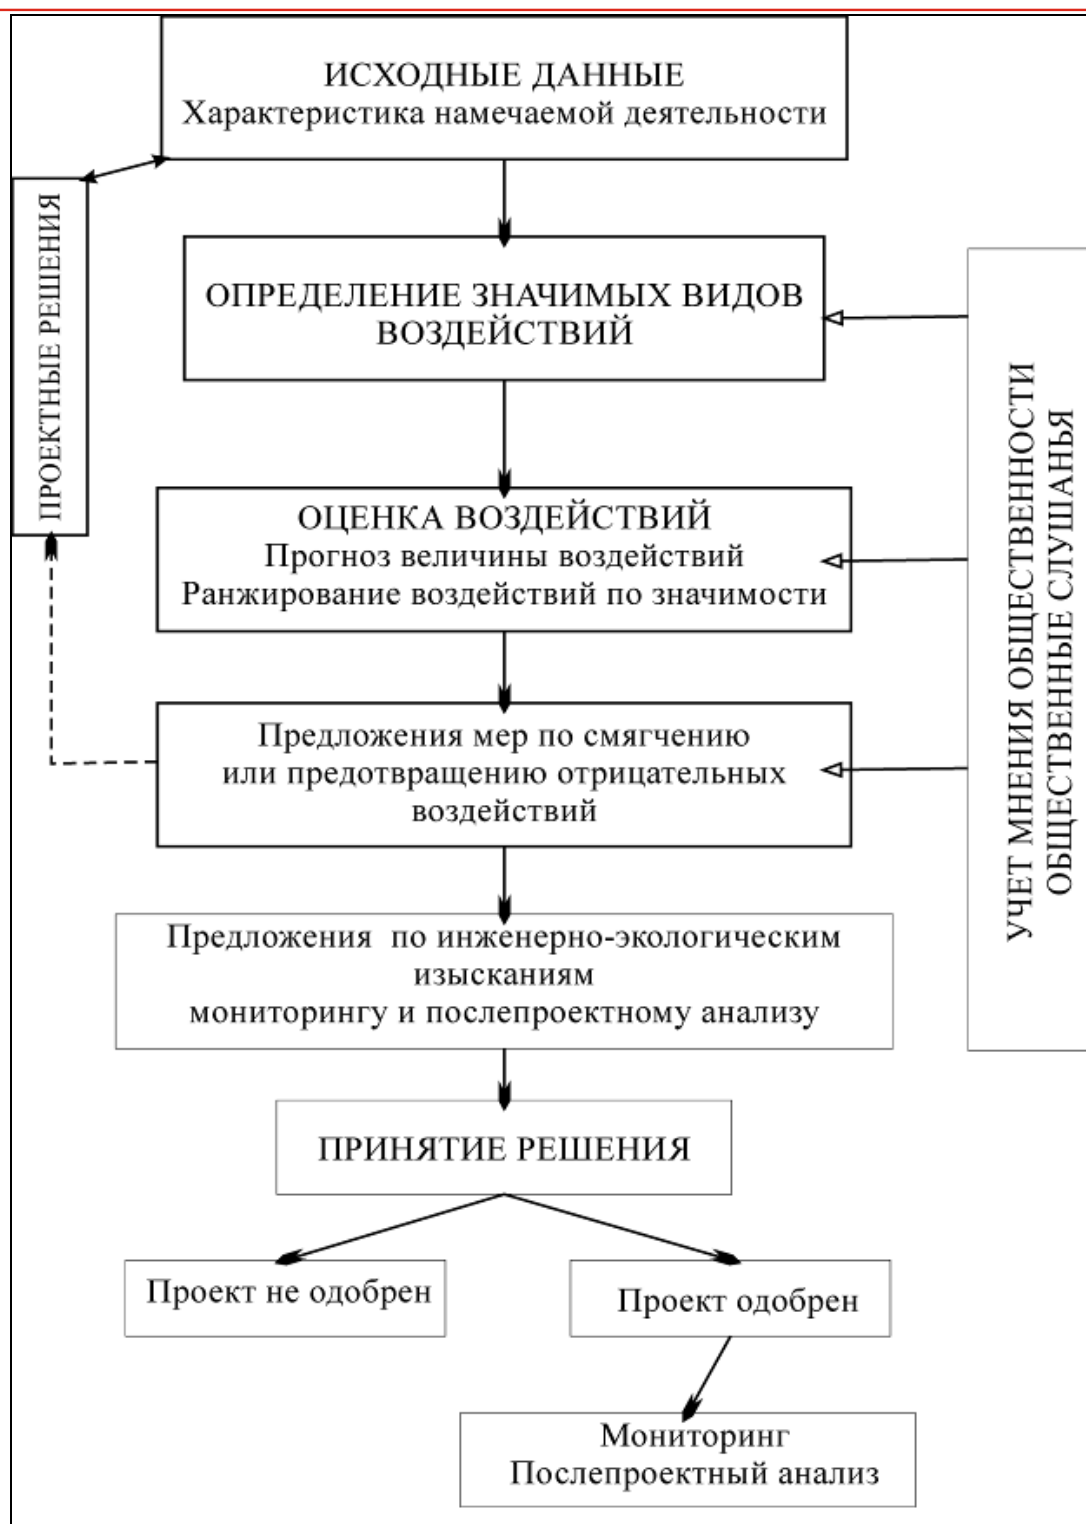 ИСХОДНЫЕ ДАННЫЕ
Характеристика намечаемой деятельности
ПРОЕКТНЫЕ РЕШЕНИЯ
ОПРЕДЕЛЕНИЕ ЗНАЧИМЫХ ВИДОВ
ВОЗДЕЙСТВИЙ
УЧЕТ МНЕНИЯ ОБЩЕСТВЕННОСТИ
ОБЩЕСТВЕННЫЕ СЛУШАНЬЯ
ОЦЕНКА ВОЗДЕЙСТВИЙ
Прогноз величины воздействий
Ранжирование воздействий по значимости
Предложения мер по смягчению
или предотвращению отрицательных
воздействий
Предложения по инженерно-экологическим
изысканиям
мониторингу и послепроектному анализу
ПРИНЯТИЕ РЕШЕНИЯ
Проект не одобрен
Проект одобрен
Мониторинг
Послепроектный анализ